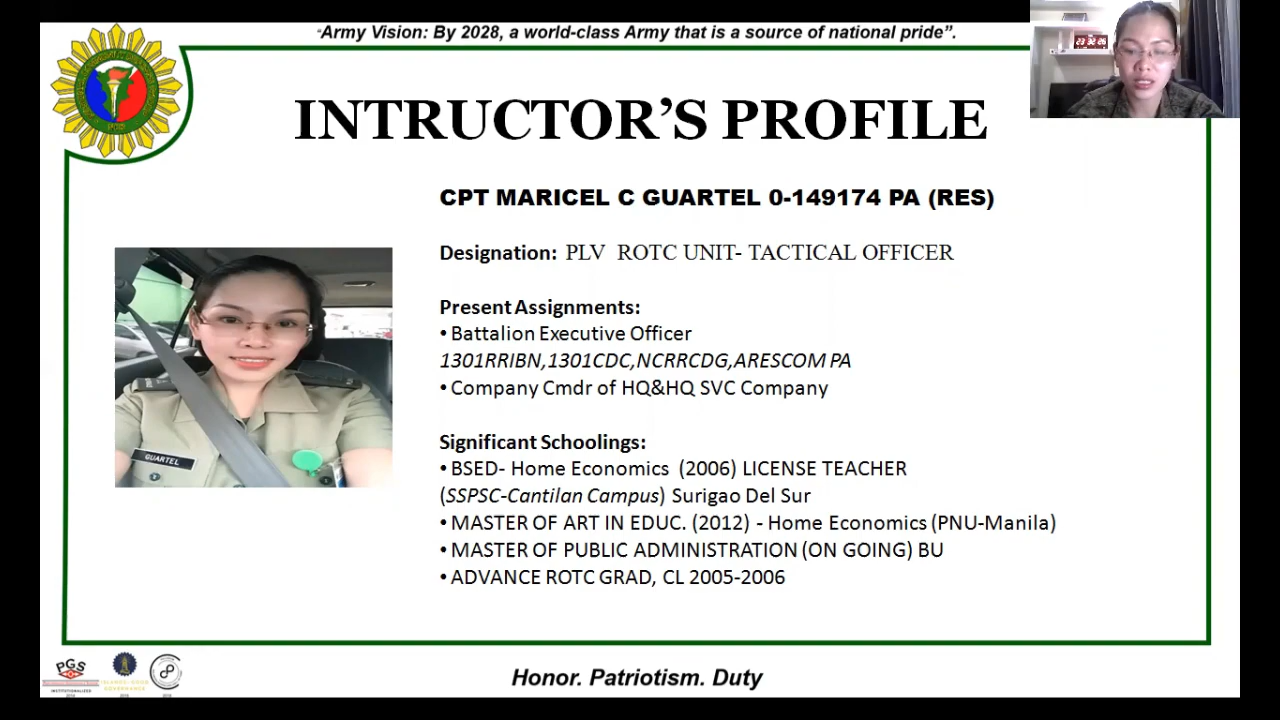 "Army Vision: By 2028, a world-class Army that is a source of national pride".
INTRUCTOR'S PROFILE
23 32 26
CPT MARICEL C GUARTEL 0-149174 PA (RES)
Designation: PLV ROTC UNIT- TACTICAL OFFICER
Present Assignments:
• Battalion Executive Officer
1301RRIBN,1301CDC,NCRRCDG,ARESCOM PA
• Company Cmdr of HQ&HQ SVC Company
GUARTEL
Significant Schoolings:
• BSED- Home Economics (2006) LICENSE TEACHER
(SSPSC-Cantilan Campus) Surigao Del Sur
• MASTER OF ART IN EDUC. (2012) - Home Economics (PNU-Manila)
• MASTER OF PUBLIC ADMINISTRATION (ON GOING) BU
• ADVANCE ROTC GRAD, CL 2005-2006
PGS
INSTITUTIONALIZED
Honor. Patriotism. Duty